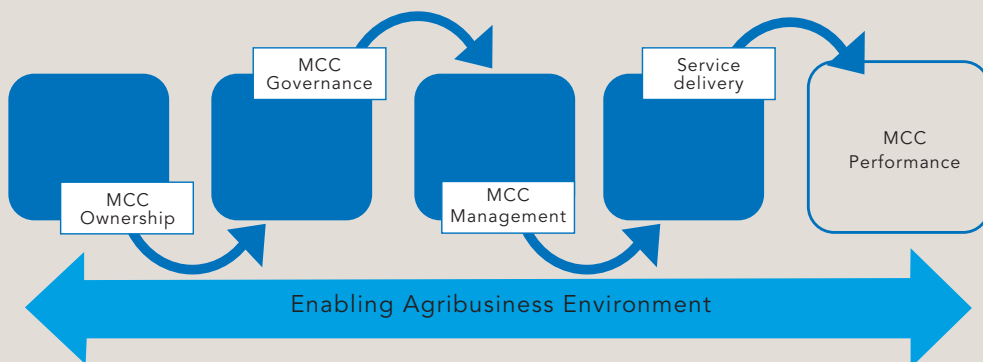 MCC
Ownership
MCC
Governance
MCC
Management
Service
delivery
MCC
Performance
Enabling Agribusiness Environment